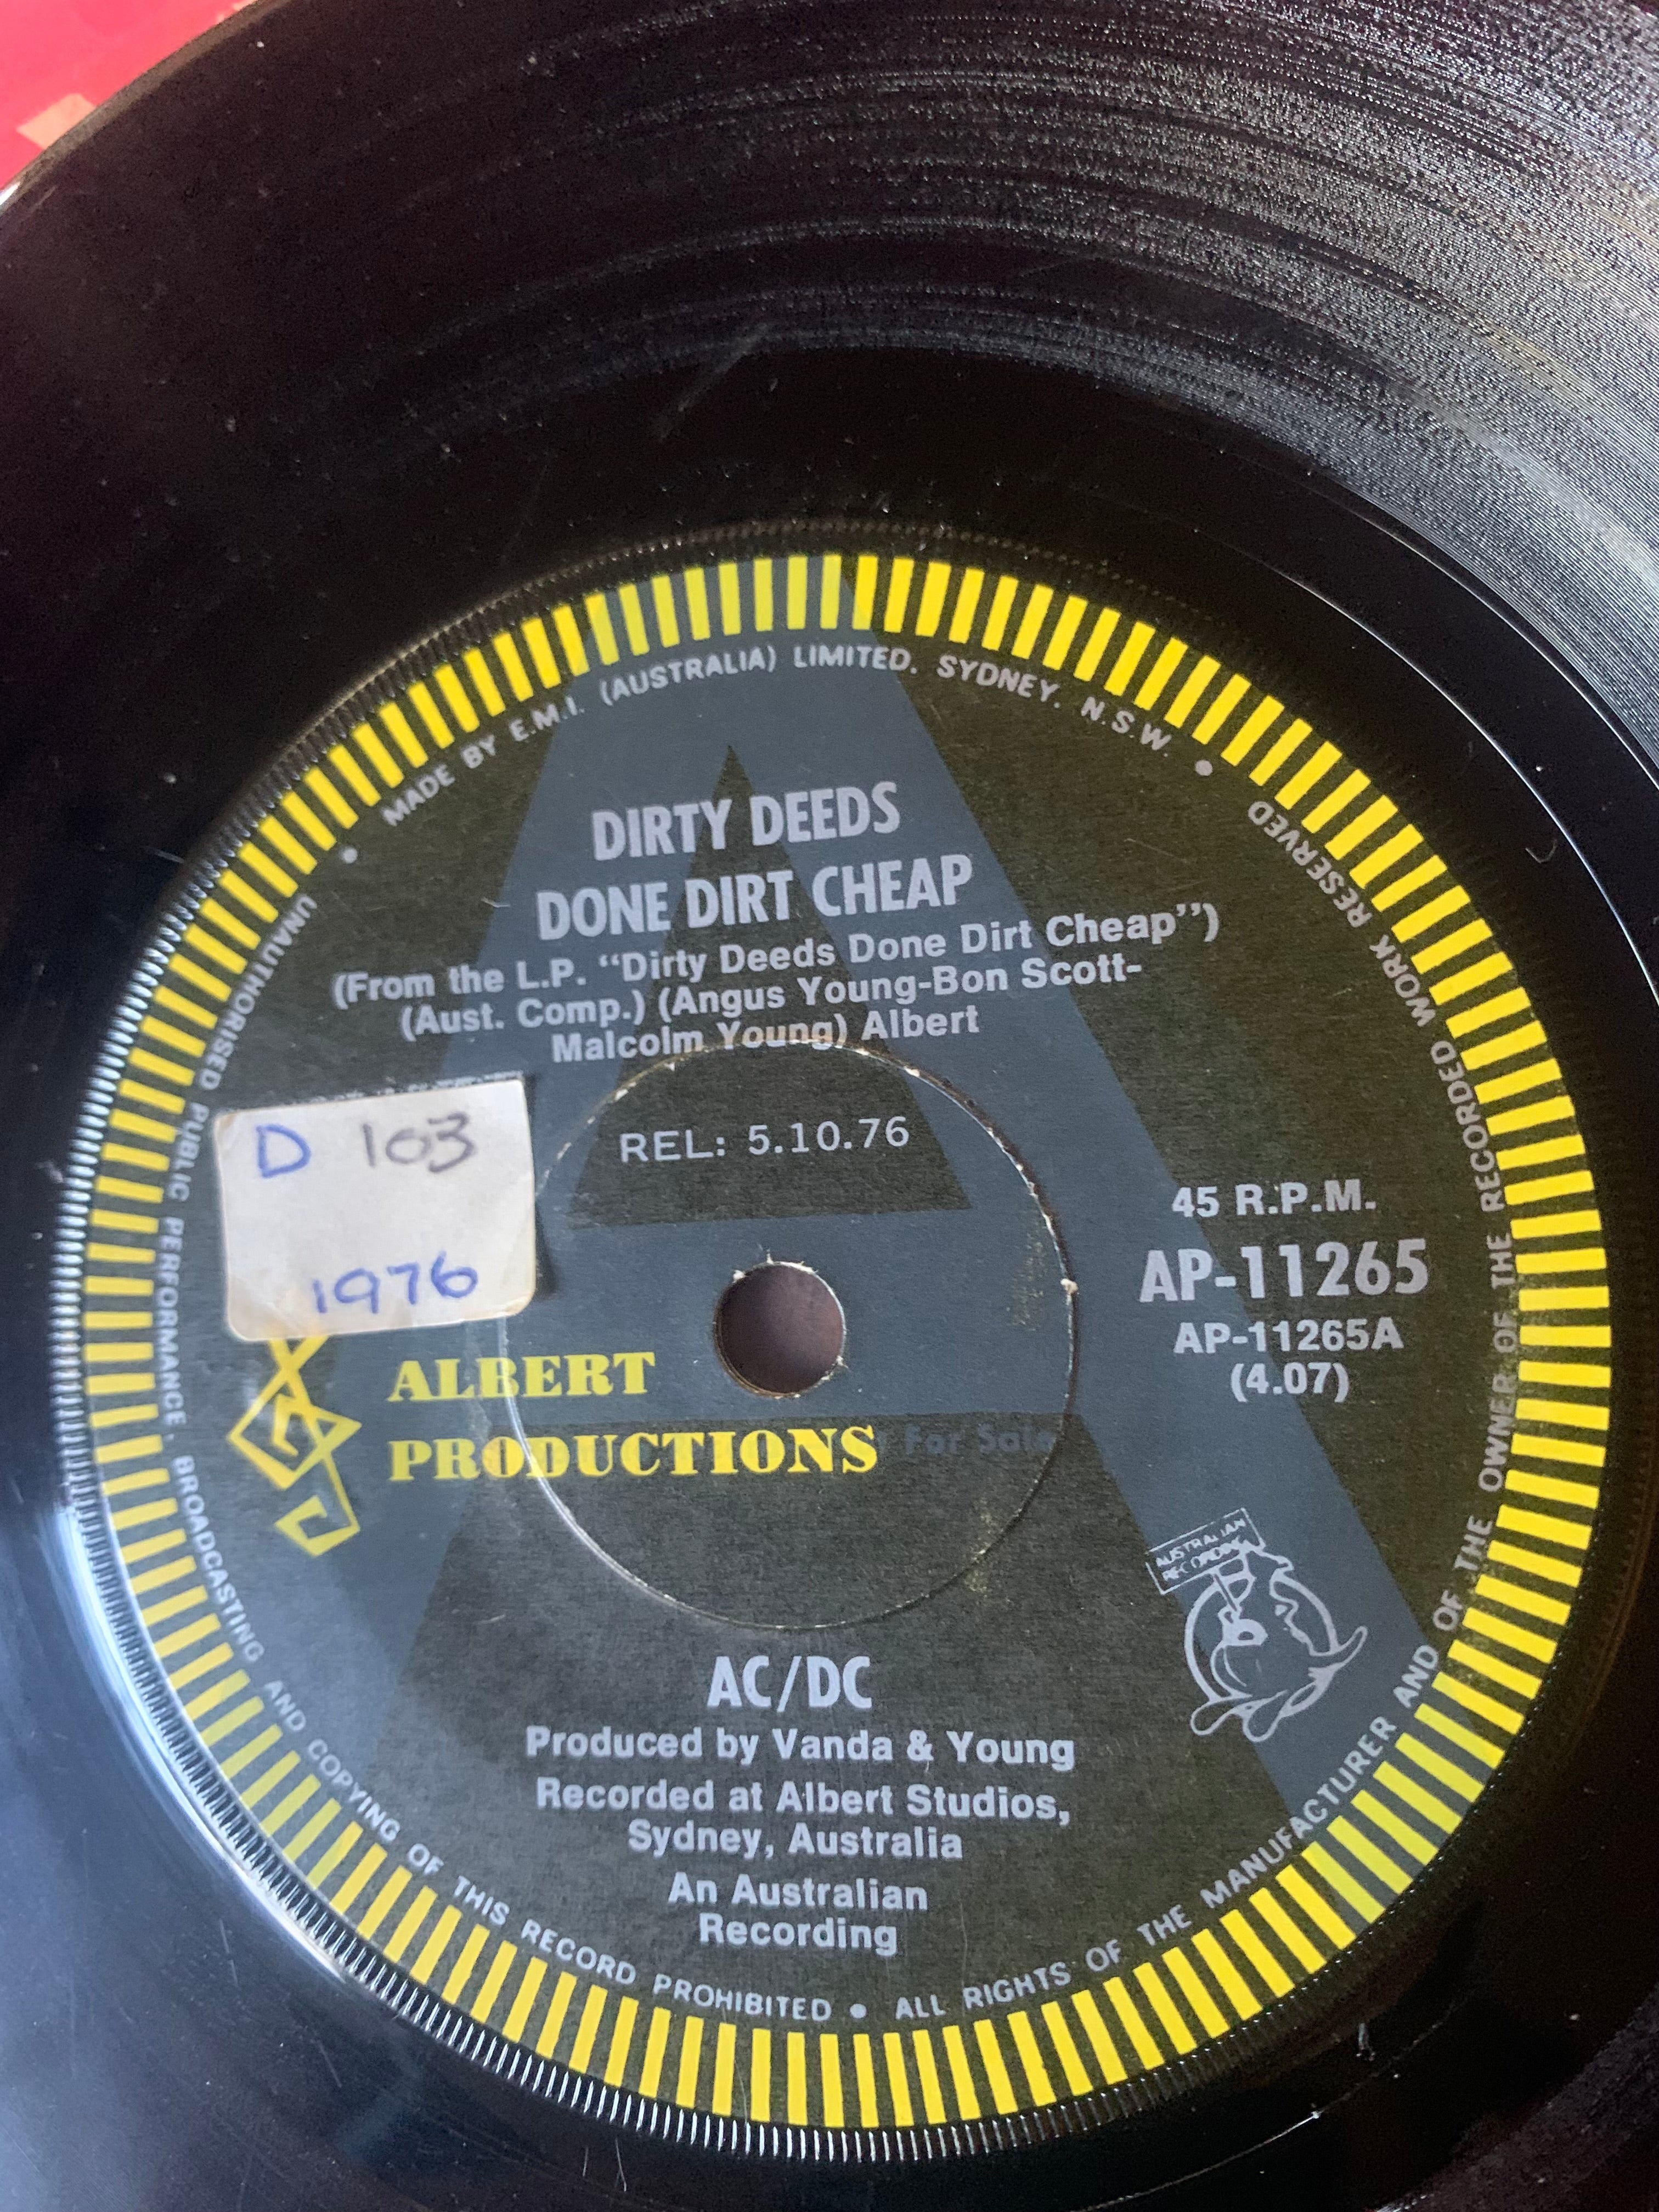 MADE BY E.M.I. (AUSTRALIA) LIMITED. SYDNEY. N.S.W.
DIRTY DEEDS
DONE DIRT CHEAP
(From the L.P. “Dirty Deeds Done Dirt Cheap”)
(Aust. Comp.) (Angus Young-Bon Scott-
Malcolm Young) Albert
D 103
1976
REL: 5.10.76
45 R.P.M.
AP-11265
AP-11265A
(4.07)
ALBERT
PRODUCTIONS
For Sale
AUSTRALIAN
RECORDING
AC/DC
Produced by Vanda & Young
Recorded at Albert Studios,
Sydney, Australia
An Australian
Recording
UNAUTHORISED PUBLIC PERFORMANCE, BROADCASTING AND COPYING OF THIS RECORD PROHIBITED • ALL RIGHTS OF THE MANUFACTURER AND OF THE OWNER OF THE RECORDED WORK RESERVED